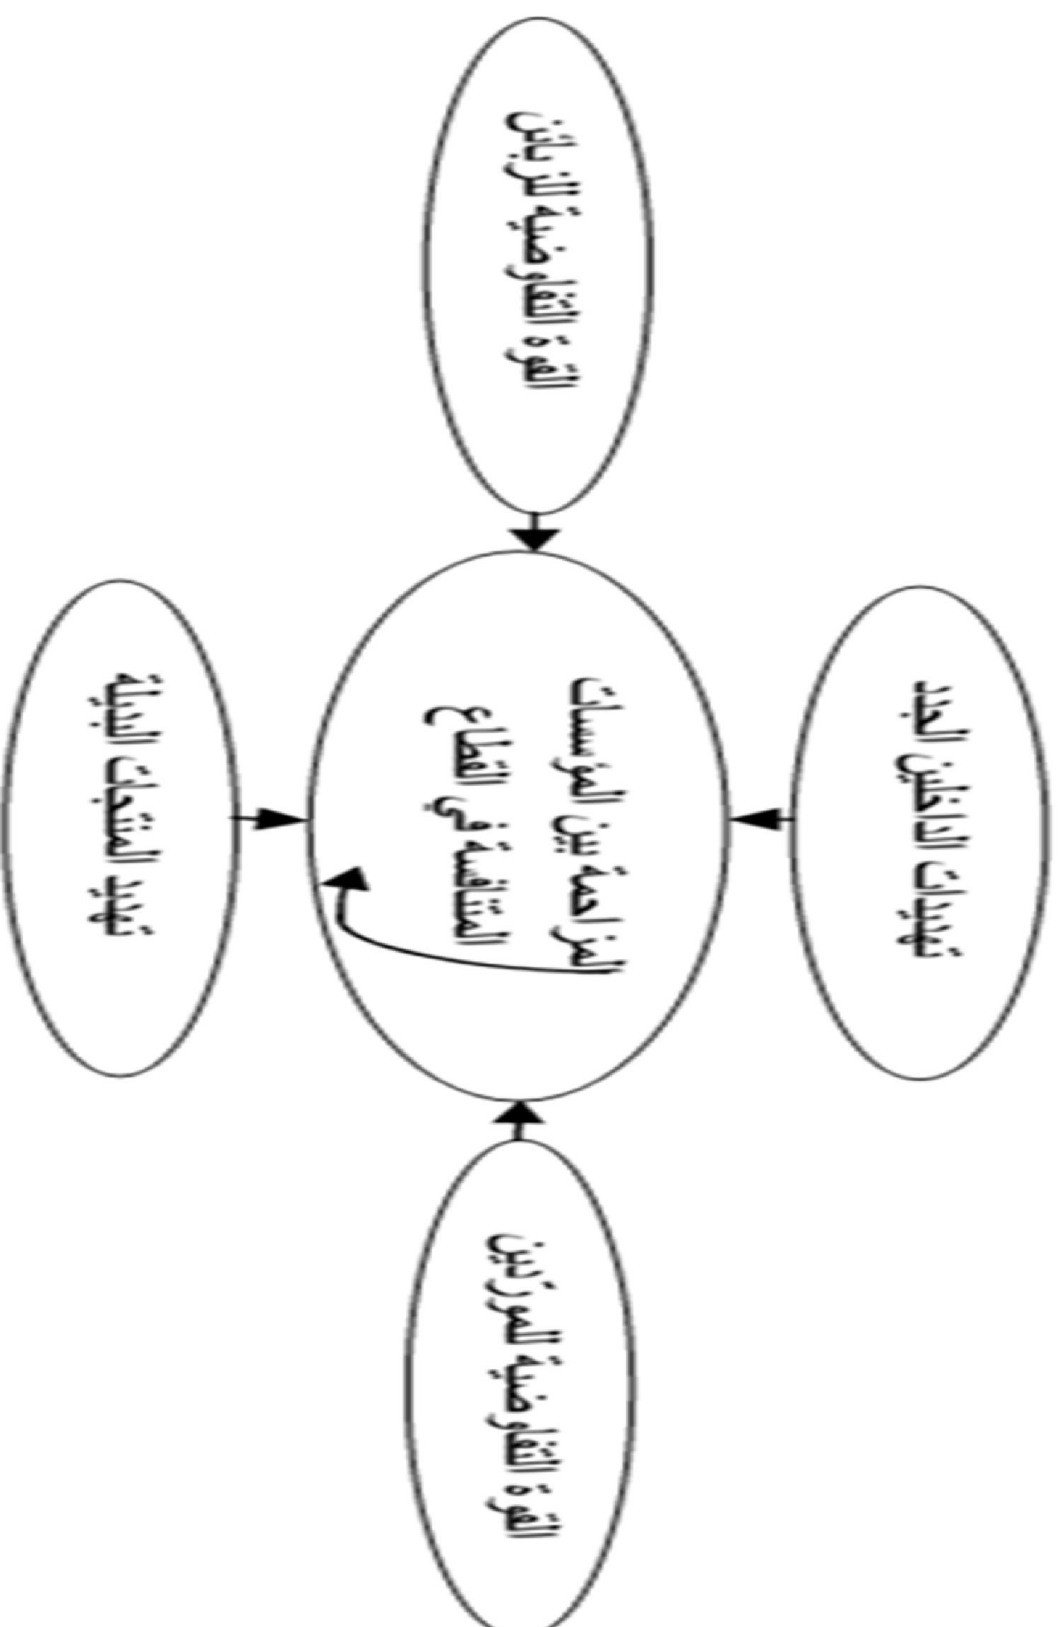 تهديدات الداخلين الجدد
القوة التفاوضية للزبائن
المزاحمة بين المؤسسات
المتنافسة في القطاع
القوة التفاوضية للموردين
تهديد المنتجات البديلة